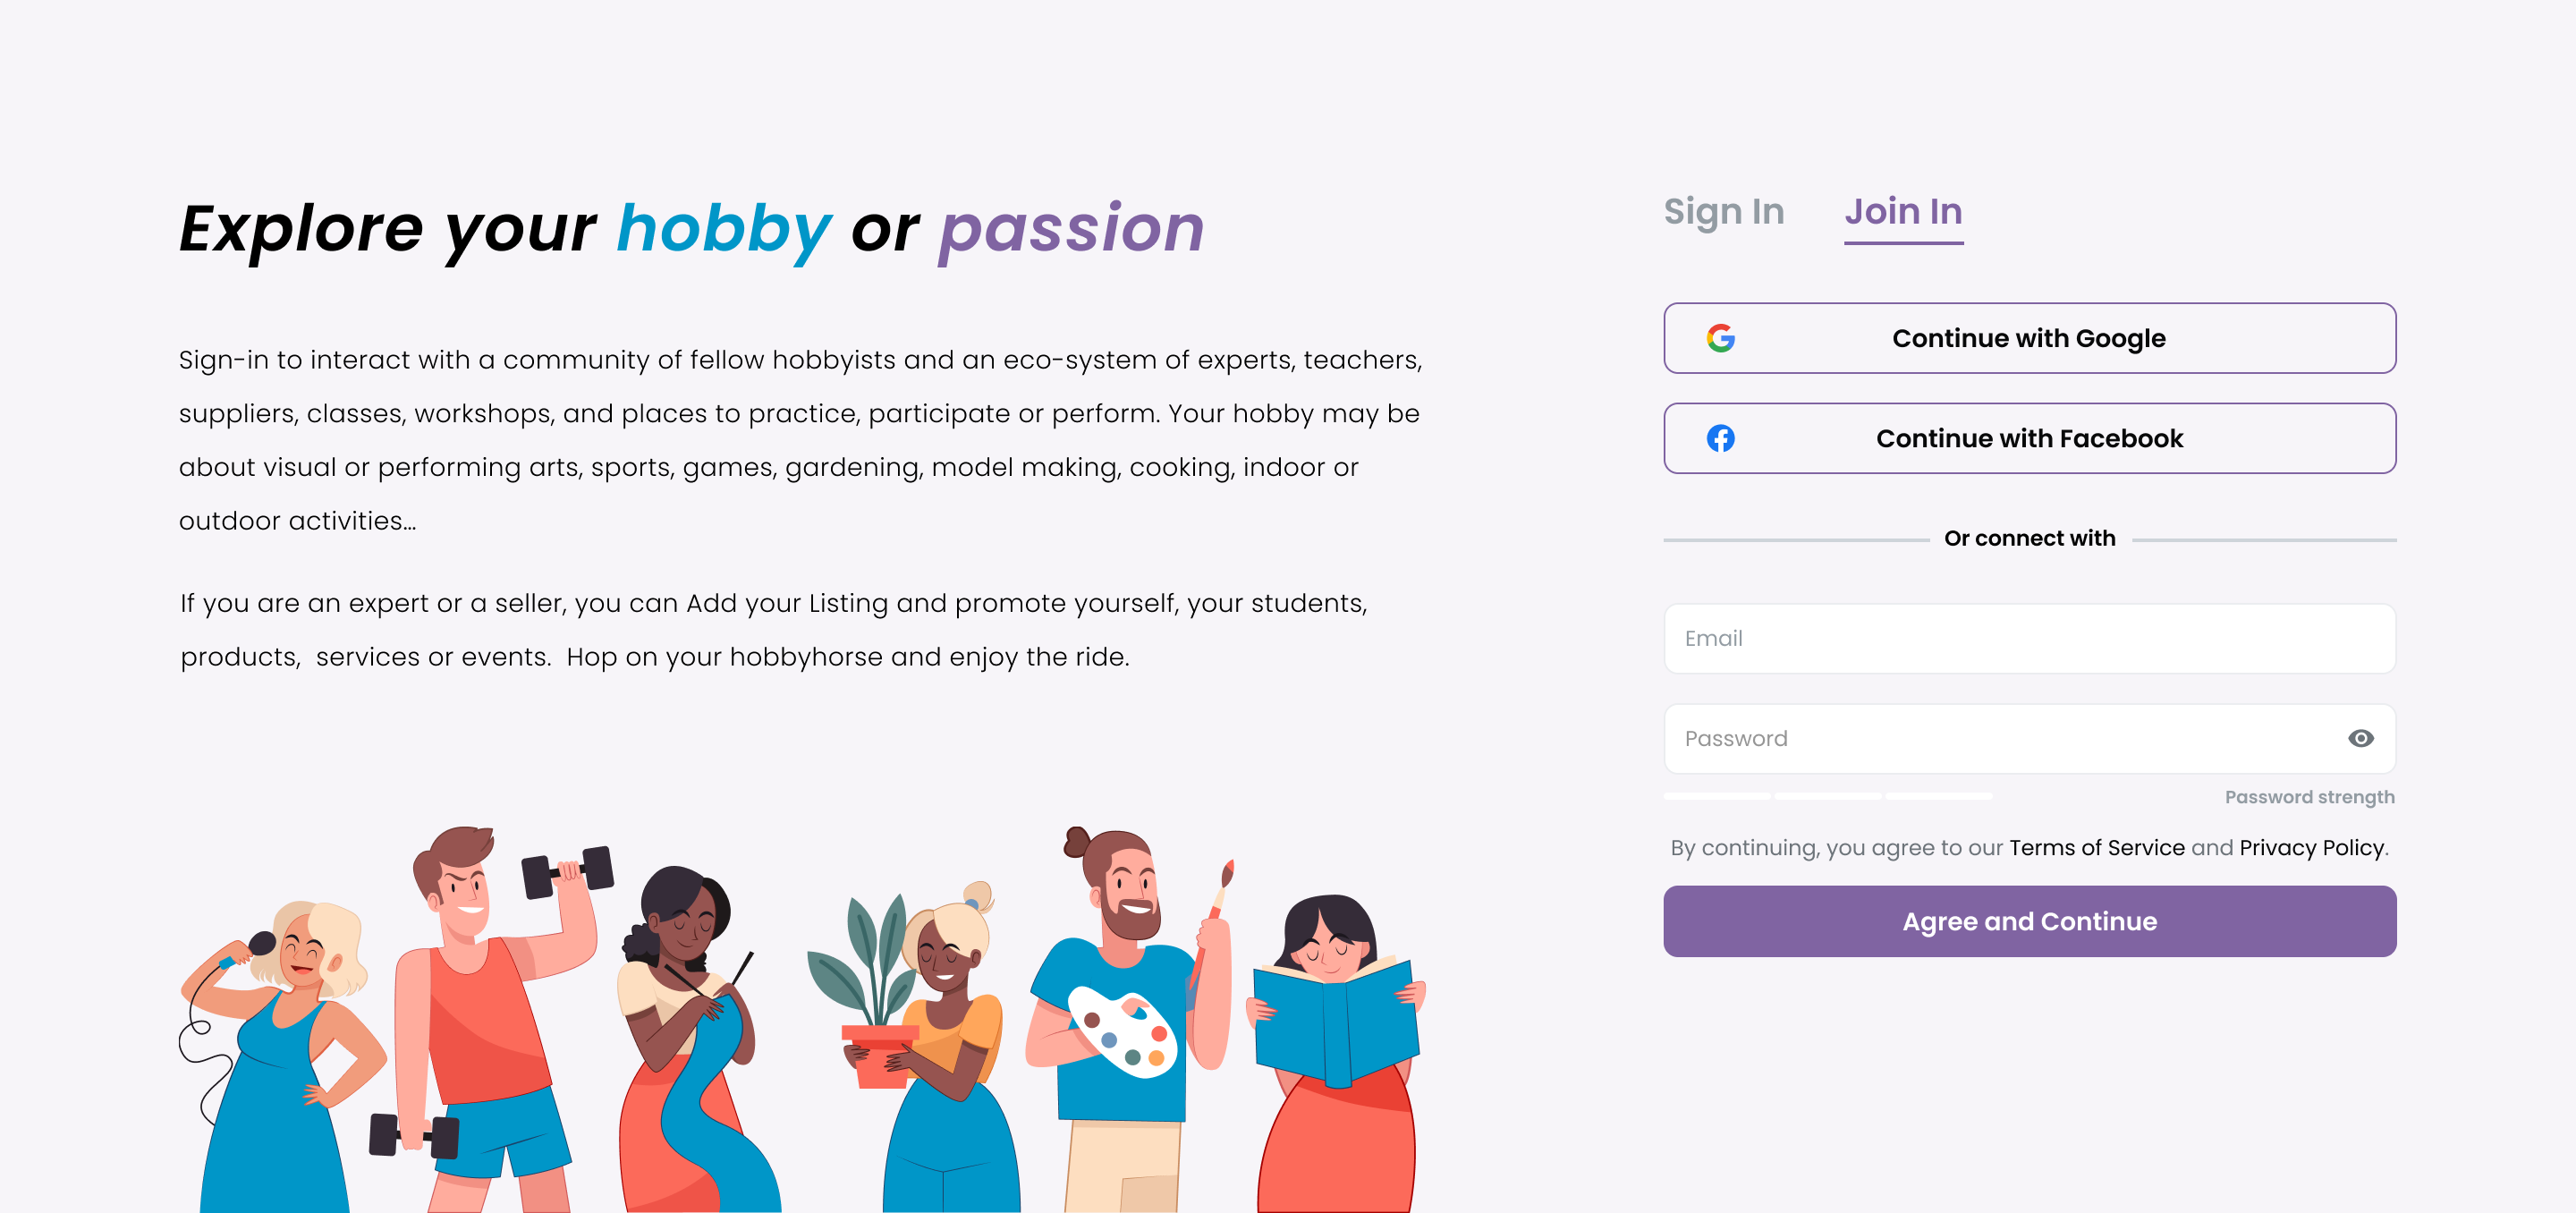 Explore your hobby or passion
Sign-in to interact with a community of fellow hobbyists and an eco-system of experts, teachers,
suppliers, classes, workshops, and places to practice, participate or perform. Your hobby may be
about visual or performing arts, sports, games, gardening, model making, cooking, indoor or
outdoor activities...
If you are an expert or a seller, you can Add your Listing and promote yourself, your students,
products,  services or events.  Hop on your hobbyhorse and enjoy the ride.
Sign In Join In
Continue with Google
Continue with Facebook
Or connect with
Email
Password
Password strength
By continuing, you agree to our Terms of Service and Privacy Policy.
Agree and Continue